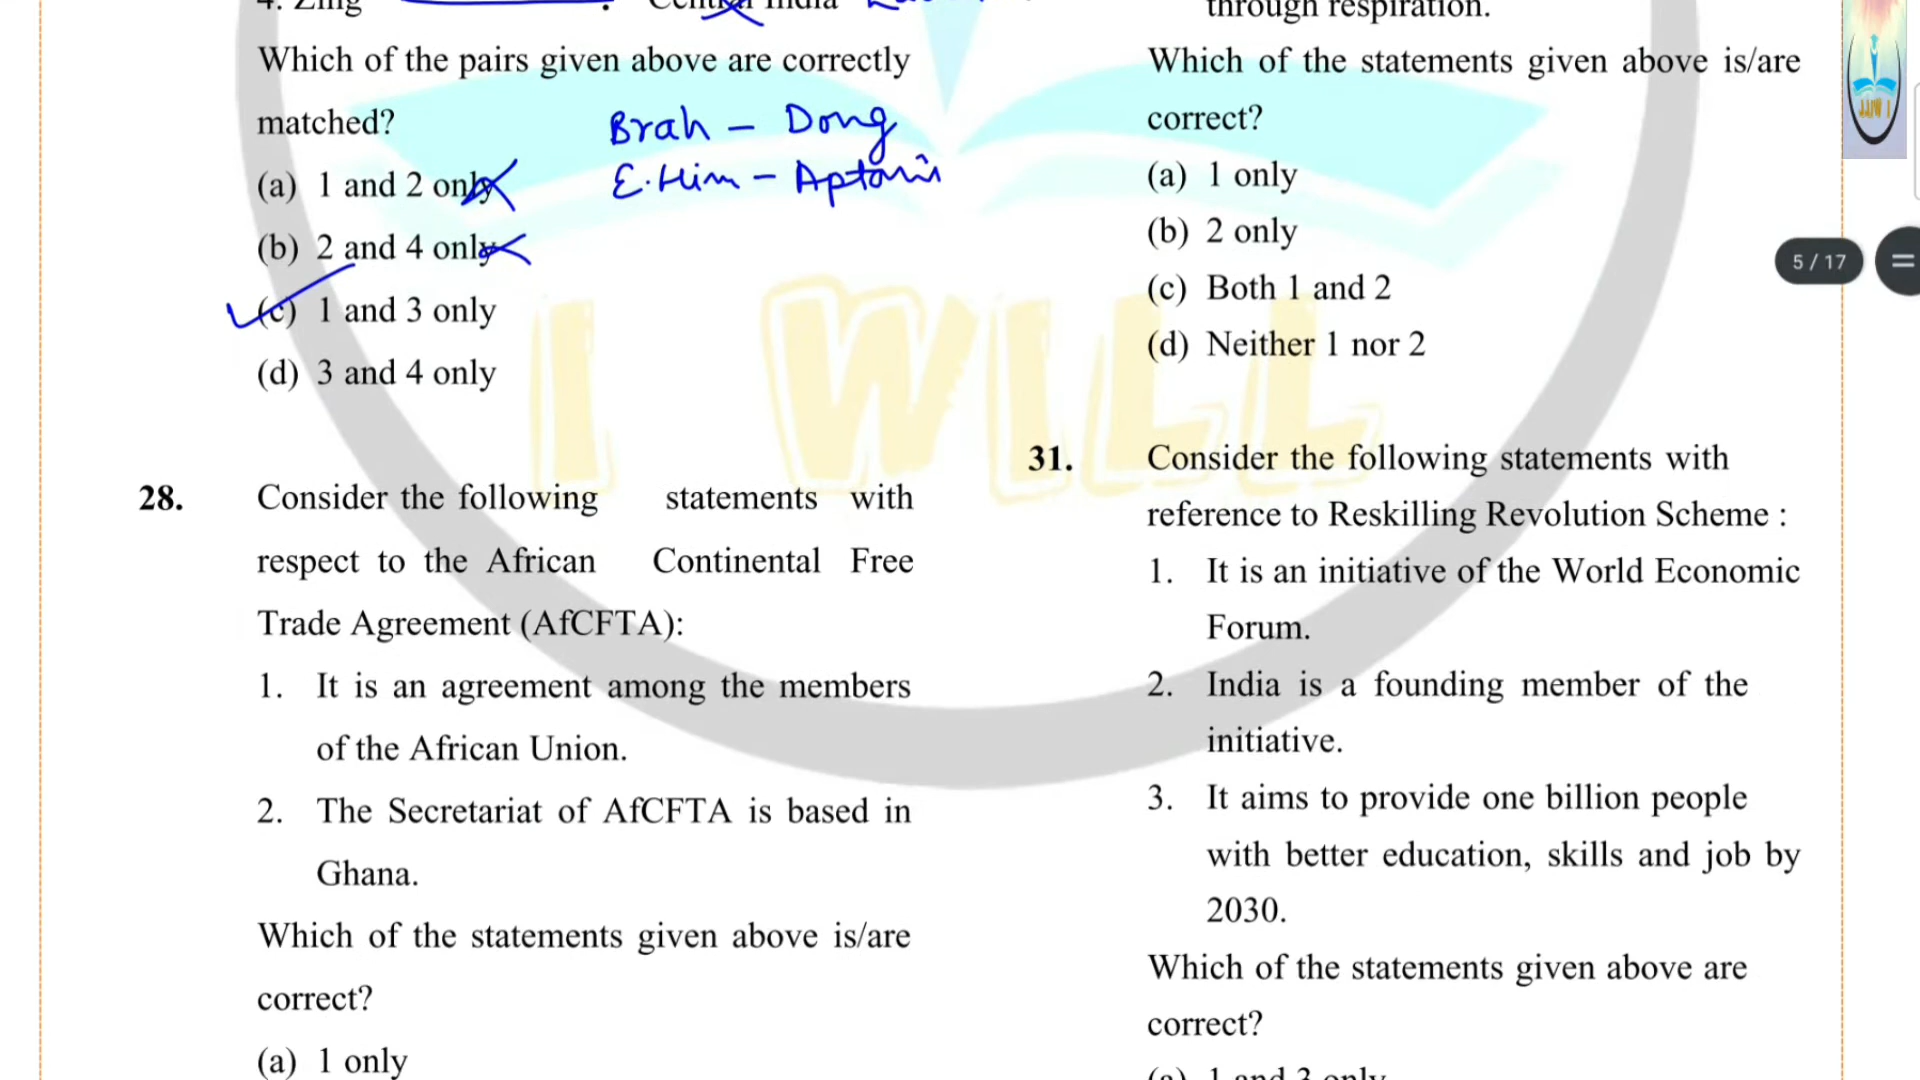 4. Zing : Central India
Which of the pairs given above are correctly
matched?
Brah - Dong
E. Him - Aptani
(a) 1 and 2 only
(b) 2 and 4 only
(c) 1 and 3 only
(d) 3 and 4 only
28. Consider the following statements with
respect to the African Continental Free
Trade Agreement (AfCFTA):
1. It is an agreement among the members
of the African Union.
2. The Secretariat of AfCFTA is based in
Ghana.
Which of the statements given above is/are
correct?
(a) 1 only
through respiration.
Which of the statements given above is/are
correct?
(a) 1 only
(b) 2 only
(c) Both 1 and 2
(d) Neither 1 nor 2
31. Consider the following statements with
reference to Reskilling Revolution Scheme :
1. It is an initiative of the World Economic
Forum.
2. India is a founding member of the
initiative.
3. It aims to provide one billion people
with better education, skills and job by
2030.
Which of the statements given above are
correct?
I WILL
5 / 17